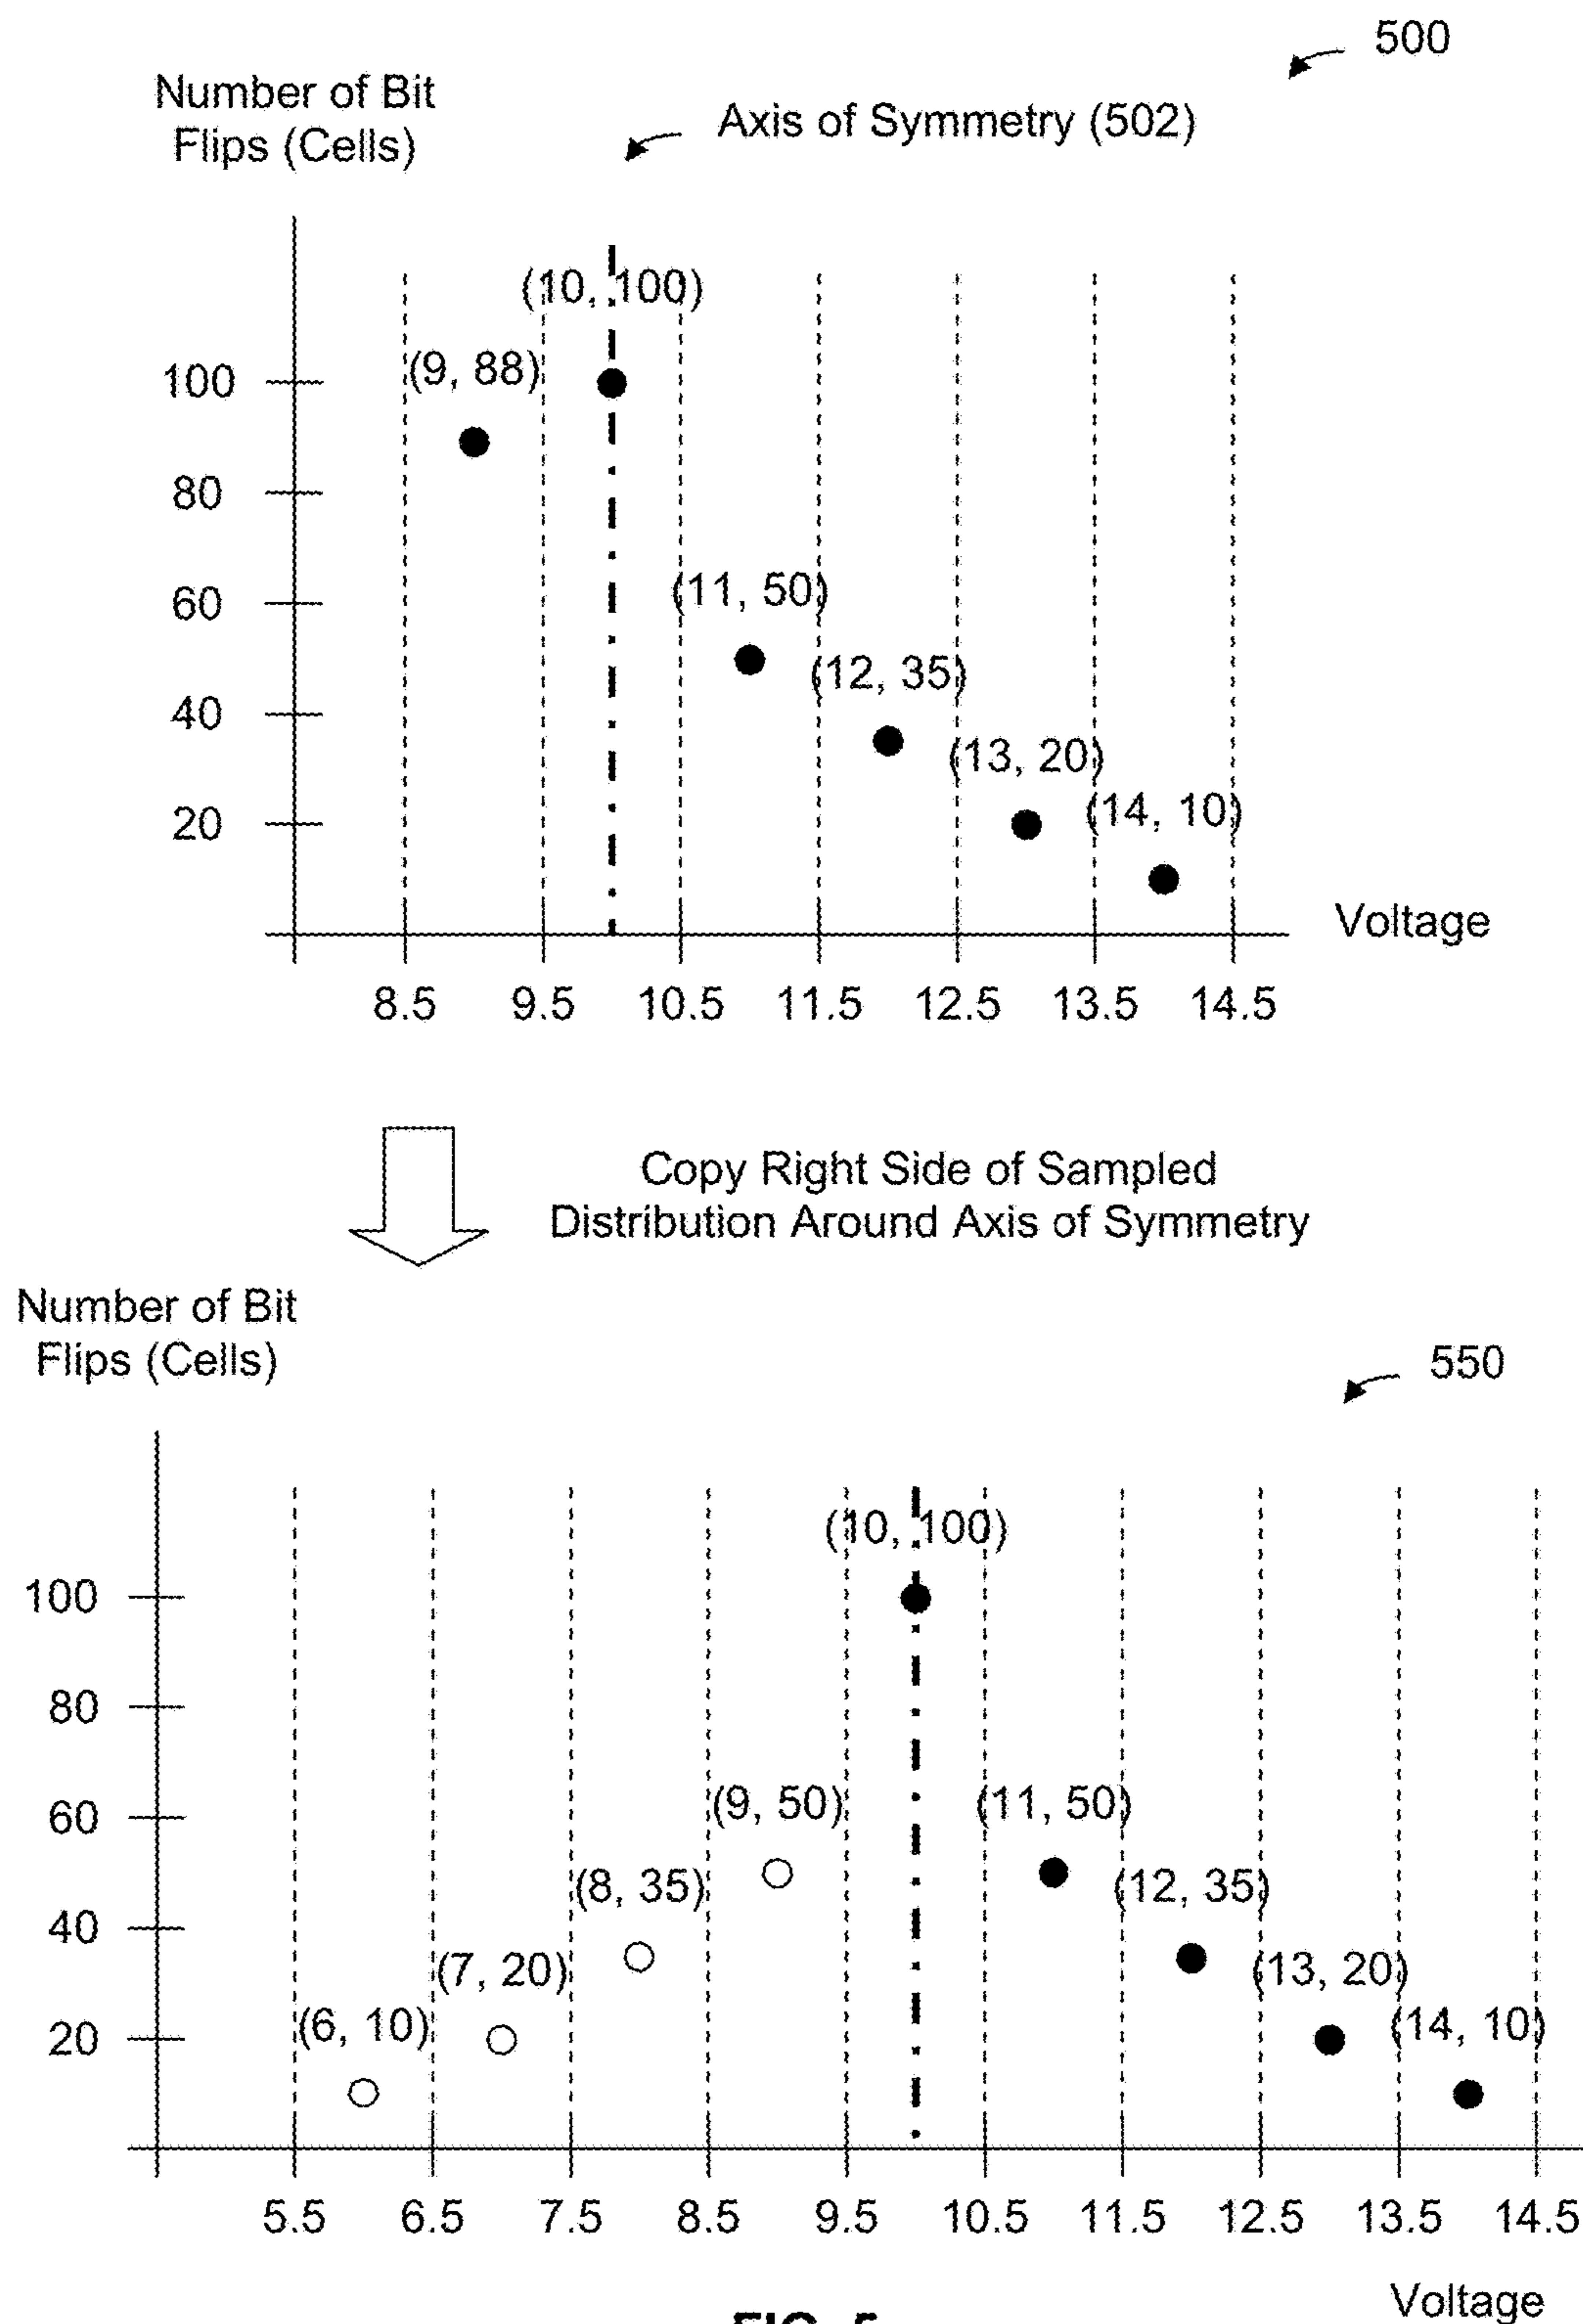 500
Number of Bit
Flips (Cells)
Axis of Symmetry (502)
(10, 100)
(9, 88)
100
80
60
(11, 50)
(12, 35)
40
(13, 20)
20
(14, 10)
Voltage
8.5 9.5 10.5 11.5 12.5 13.5 14.5
Copy Right Side of Sampled
Distribution Around Axis of Symmetry
Number of Bit
Flips (Cells)
550
(10, 100)
100
80
60
(9, 50) (11, 50)
(8, 35) (12, 35)
40
(7, 20) (13, 20)
20
(6, 10) (14, 10)
5.5 6.5 7.5 8.5 9.5 10.5 11.5 12.5 13.5 14.5
Voltage
FIG. 5